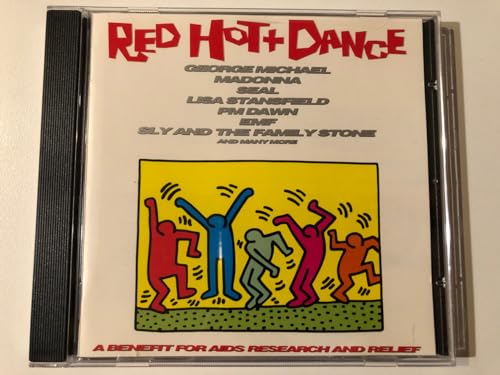 RED HOT + DANCE
GEORGE MICHAEL
MADONNA
SEAL
LISA STANSFIELD
PM DAWN
EMF
SLY AND THE FAMILY STONE
AND MANY MORE
A BENEFIT FOR AIDS RESEARCH AND RELIEF